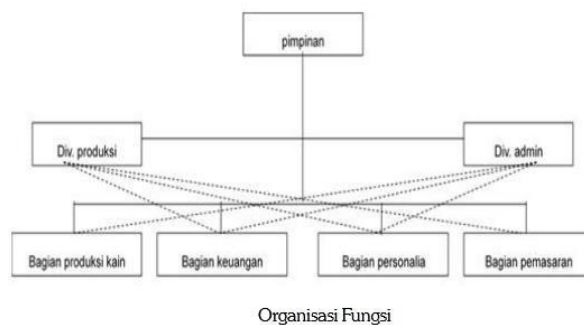 pimpinan
Div. produksi
Div. admin
Bagian produksi kain
Bagian keuangan
Bagian personalia
Bagian pemasaran
Organisasi Fungsi